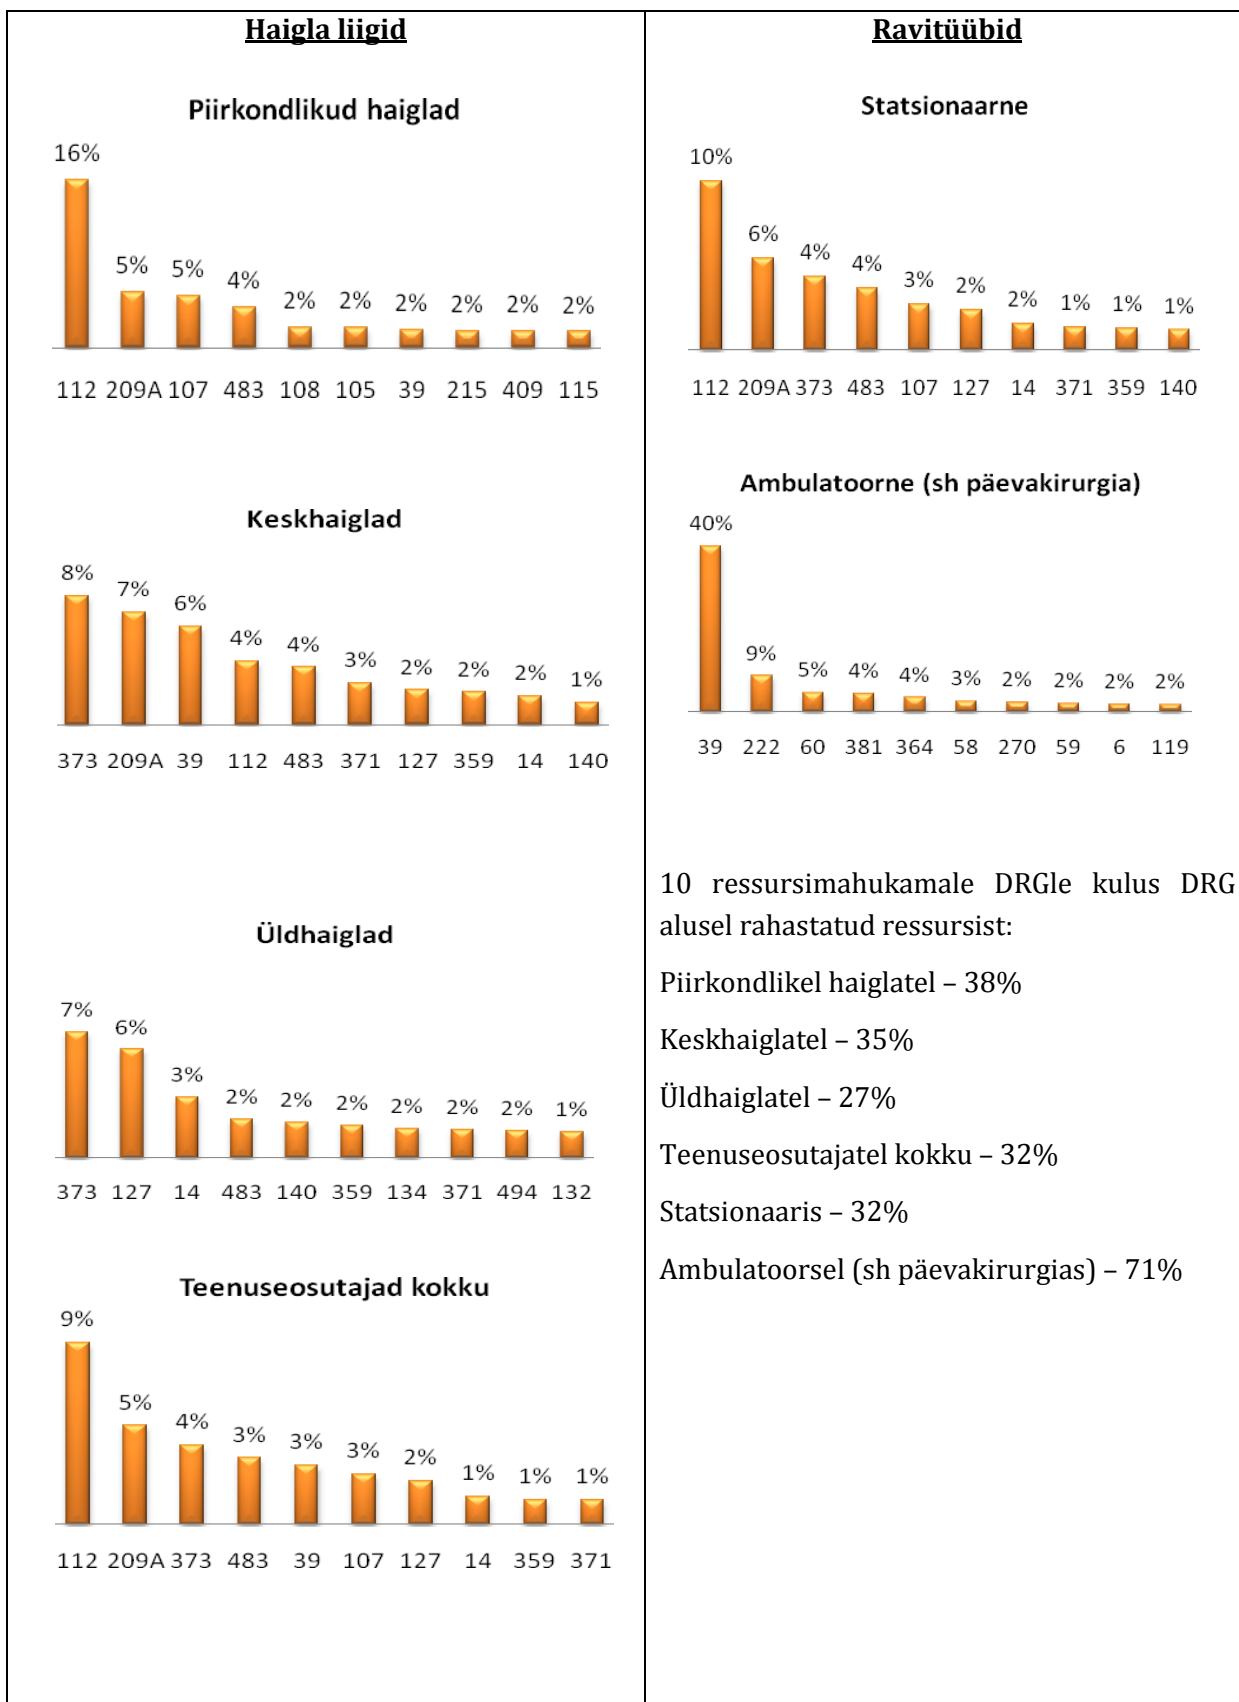 Haigla liigid
Piirkondlikud haiglad
16%
5% 5% 4% 2% 2% 2% 2% 2% 2%
112 209A 107 483 108 105 39 215 409 115
Keskhaiglad
8% 7% 6% 4% 4% 3% 2% 2% 2% 1%
373 209A 39 112 483 371 127 359 14 140
Üldhaiglad
7% 6% 3% 2% 2% 2% 2% 2% 2% 1%
373 127 14 483 140 359 134 371 494 132
Teenuseosutajad kokku
9% 5% 4% 3% 3% 3% 2% 1% 1% 1%
112 209A 373 483 39 107 127 14 359 371
Ravitüübid
Statsionaarne
10% 6% 4% 4% 3% 2% 2% 1% 1% 1%
112 209A 373 483 107 127 14 371 359 140
Ambulatoorne (sh päevakirurgia)
40%
9% 5% 4% 4% 3% 2% 2% 2% 2%
39 222 60 381 364 58 270 59 6 119
10 ressursimahukamale DRGle kulus DRG
alusel rahastatud ressursist:
Piirkondlikel haiglatel – 38%
Keskhaiglatel – 35%
Üldhaiglatel – 27%
Teenuseosutajatel kokku – 32%
Statsionaaris – 32%
Ambulatoorsel (sh päevakirurgias) – 71%